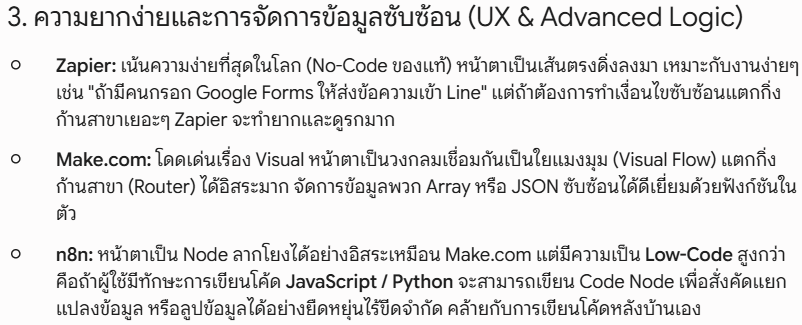 3. ความยากง่ายและการจัดการข้อมูลซับซ้อน (UX & Advanced Logic)
Zapier: เน้นความง่ายที่สุดในโลก (No-Code ของแท้) หน้าตาเป็นเส้นตรงดิ่งลงมา เหมาะกับงานง่ายๆ
เช่น "ถ้ามีคนกรอก Google Forms ให้ส่งข้อความเข้า Line" แต่ถ้าต้องการทำเงื่อนไขซับซ้อนแตกกิ่ง
ก้านสาขาเยอะๆ Zapier จะทำยากและดูรกมาก
Make.com: โดดเด่นเรื่อง Visual หน้าตาเป็นวงกลมเชื่อมกันเป็นใยแมงมุม (Visual Flow) แตกกิ่ง
ก้านสาขา (Router) ได้อิสระมาก จัดการข้อมูลพวก Array หรือ JSON ซับซ้อนได้ดีเยี่ยมด้วยฟังก์ชันใน
ตัว
n8n: หน้าตาเป็น Node ลากโยงได้อย่างอิสระเหมือน Make.com แต่มีความเป็น Low-Code สูงกว่า
คือถ้าผู้ใช้มีทักษะการเขียนโค้ด JavaScript / Python จะสามารถเขียน Code Node เพื่อสั่งคัดแยก
แปลงข้อมูล หรือลูปข้อมูลได้อย่างยืดหยุ่นไร้ขีดจำกัด คล้ายกับการเขียนโค้ดหลังบ้านเอง